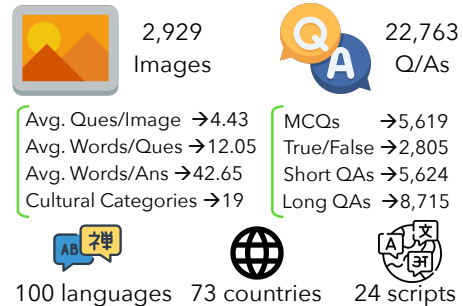 2,929
Images
Q
A
22,763
Q/As
Avg. Ques/Image →4.43
Avg. Words/Ques →12.05
Avg. Words/Ans →42.65
Cultural Categories →19
MCQs →5,619
True/False →2,805
Short QAs →5,624
Long QAs →8,715
AB 禅
A 文 अ
100 languages 73 countries 24 scripts